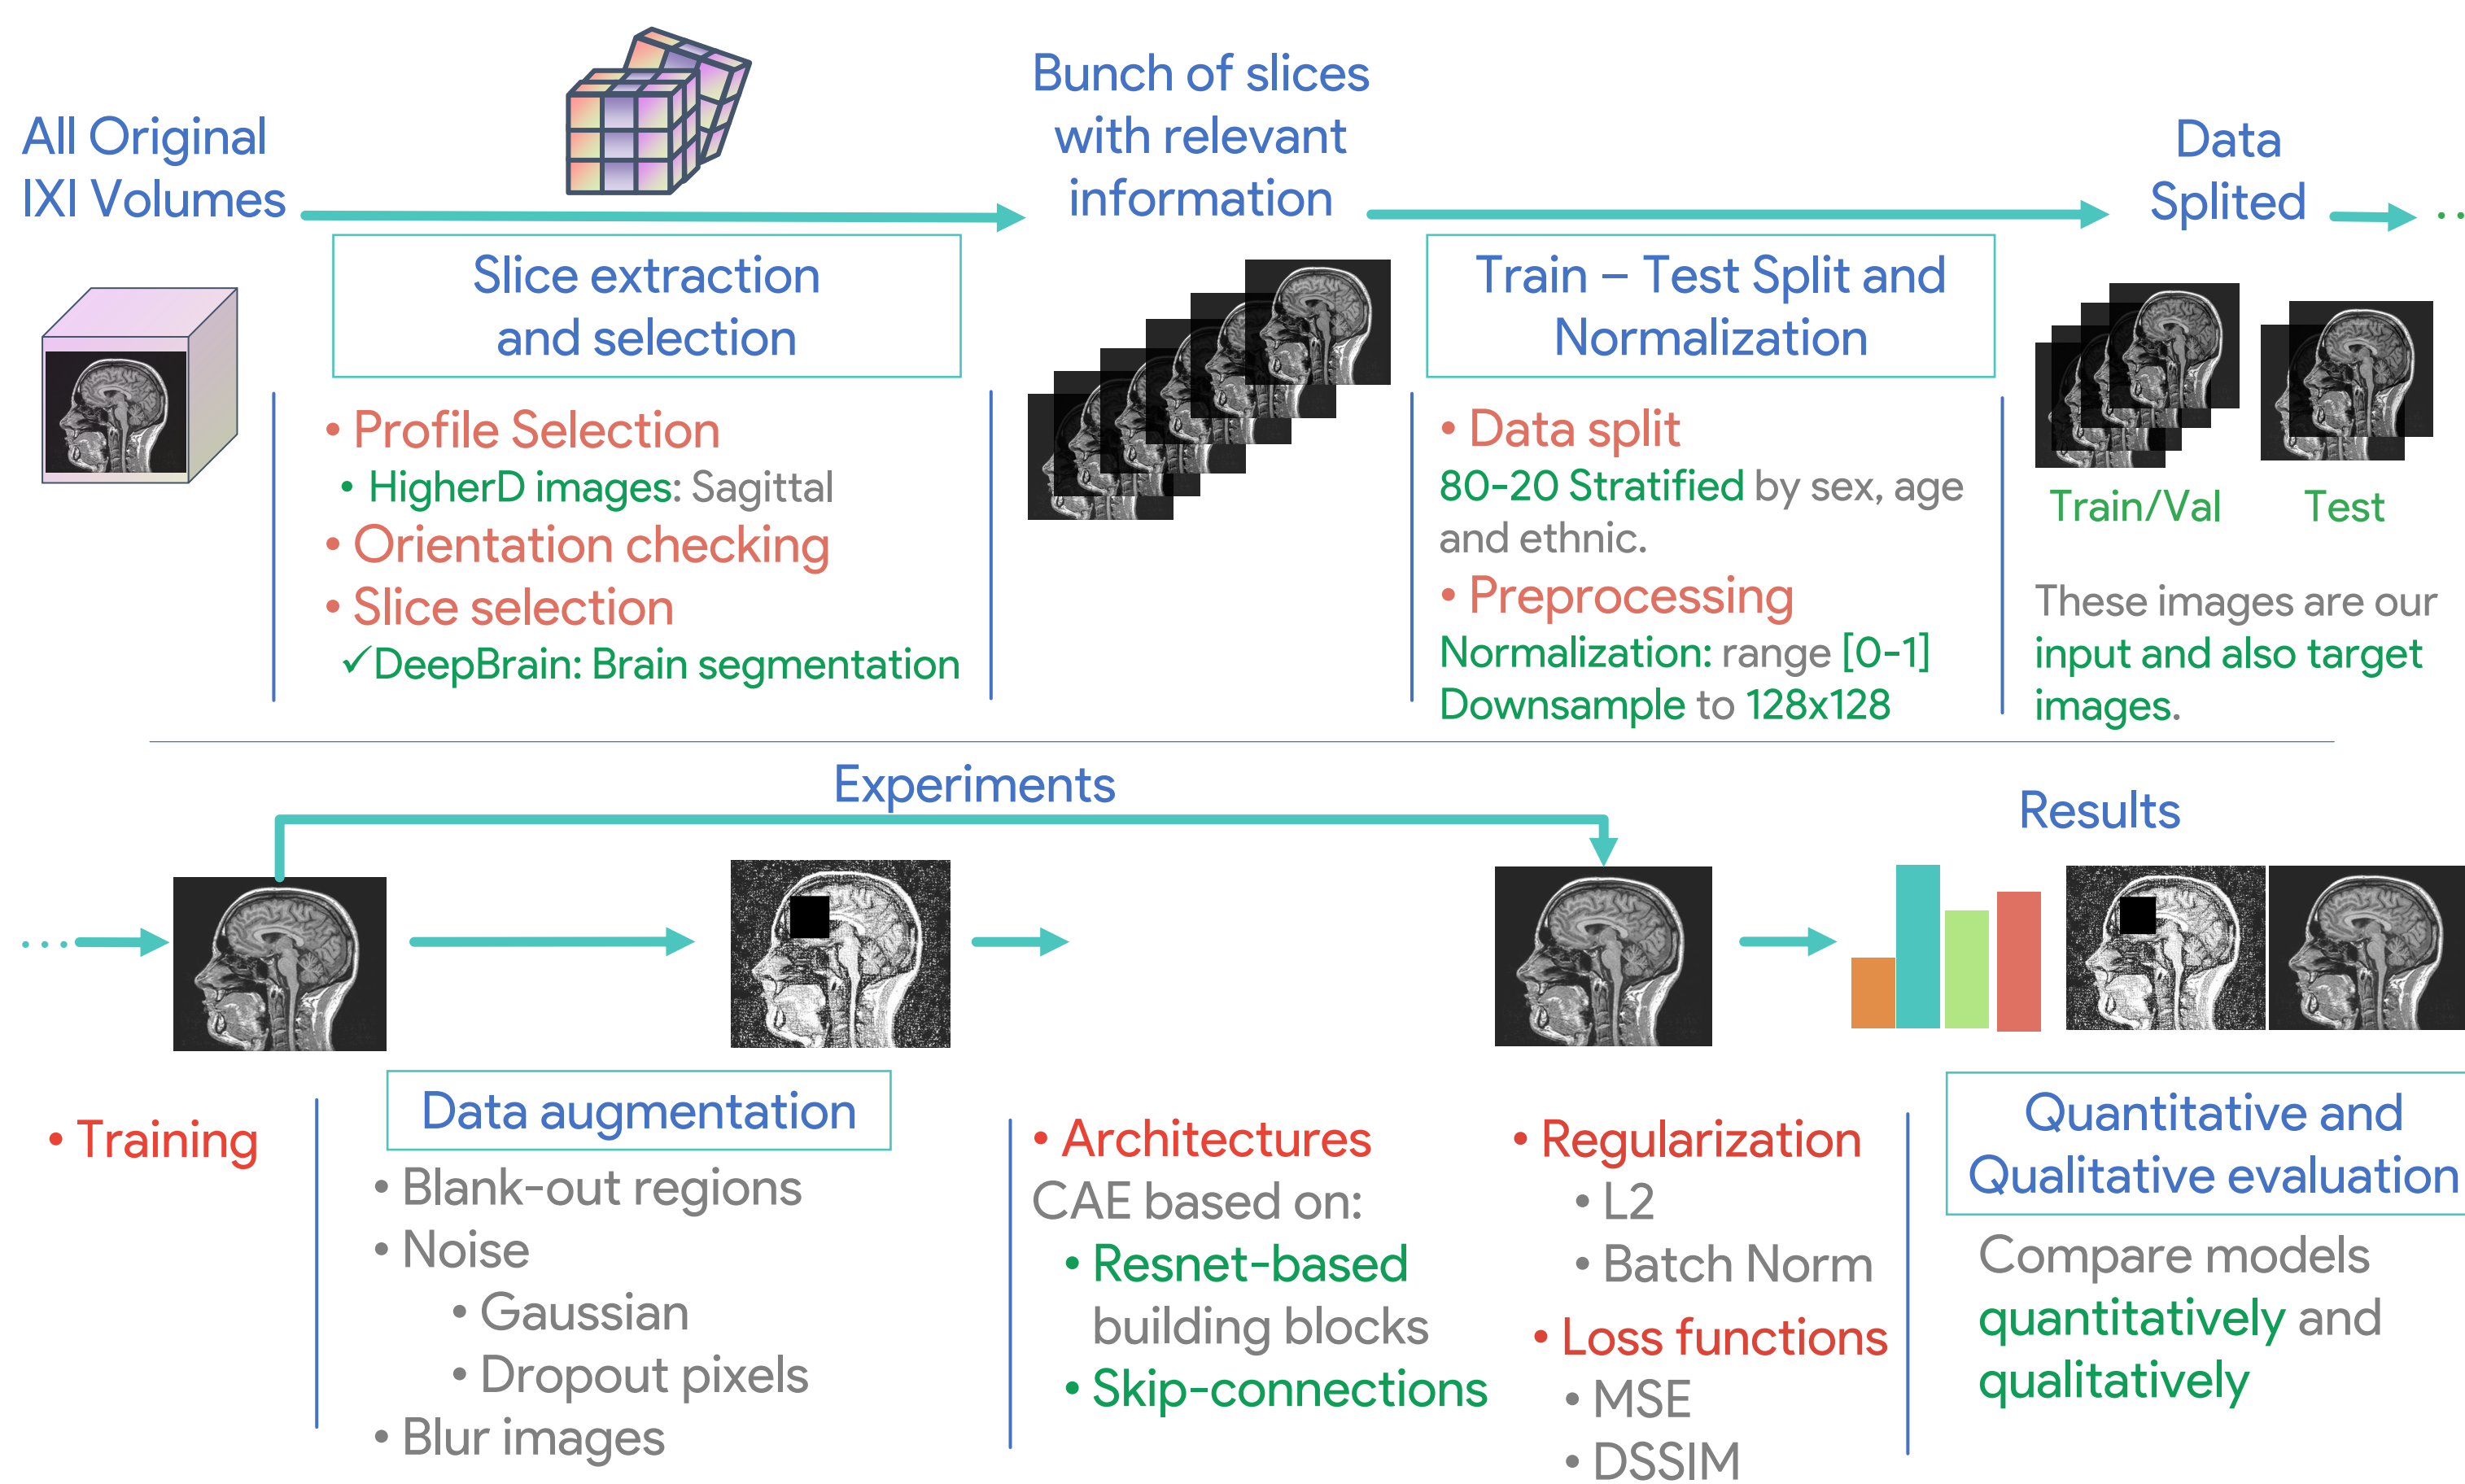 All Original
IXI Volumes
Slice extraction
and selection
• Profile Selection
• HigherD images: Sagittal
• Orientation checking
• Slice selection
✓DeepBrain: Brain segmentation
Bunch of slices
with relevant
information
Train – Test Split and
Normalization
• Data split
80-20 Stratified by sex, age
and ethnic.
• Preprocessing
Normalization: range [0-1]
Downsample to 128x128
Data
Splited
Train/Val
Test
These images are our
input and also target
images.
Experiments
Results
• Training
Data augmentation
• Blank-out regions
• Noise
• Gaussian
• Dropout pixels
• Blur images
• Architectures
CAE based on:
• Resnet-based
building blocks
• Skip-connections
• Regularization
• L2
• Batch Norm
• Loss functions
• MSE
• DSSIM
Quantitative and
Qualitative evaluation
Compare models
quantitatively and
qualitatively